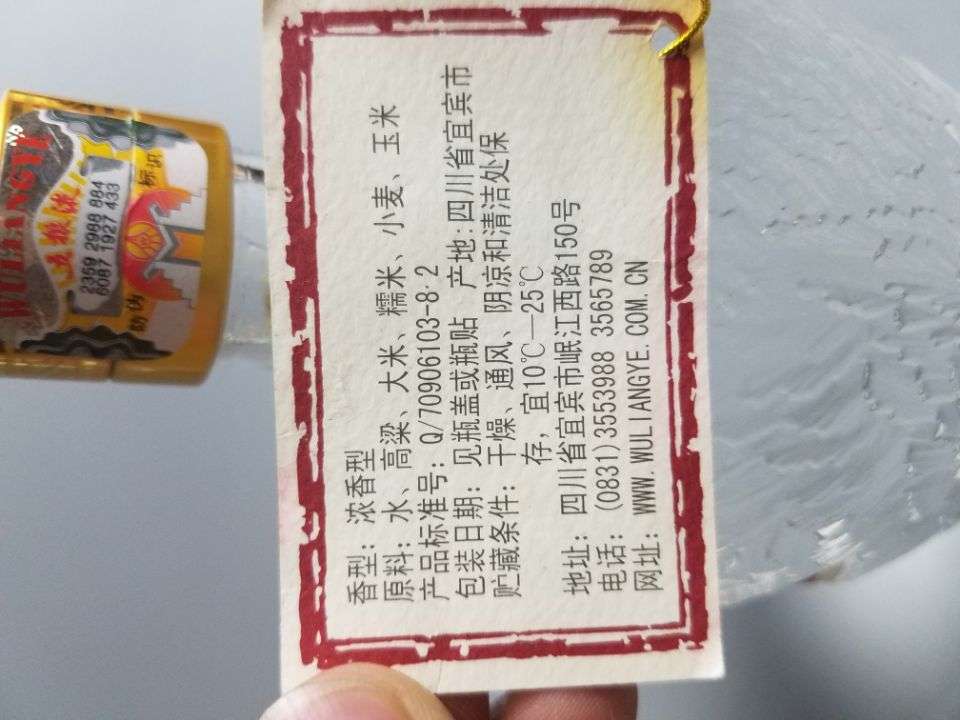 香型：浓香型
原料：水、高粱、大米、糯米、小麦、玉米
产品标准号：Q/70906103-8·2
包装日期：见瓶盖或瓶贴 产地:四川省宜宾市
贮藏条件：干燥、通风、阴凉和清洁处保
存，宜10℃—25℃
地址：四川省宜宾市岷江西路150号
电话：(0831)3553988 3565789
网址：WWW.WULIANGYE.COM.CN
WULIANGYE
2359 2988 884
6087 1927 433
防伪
标识